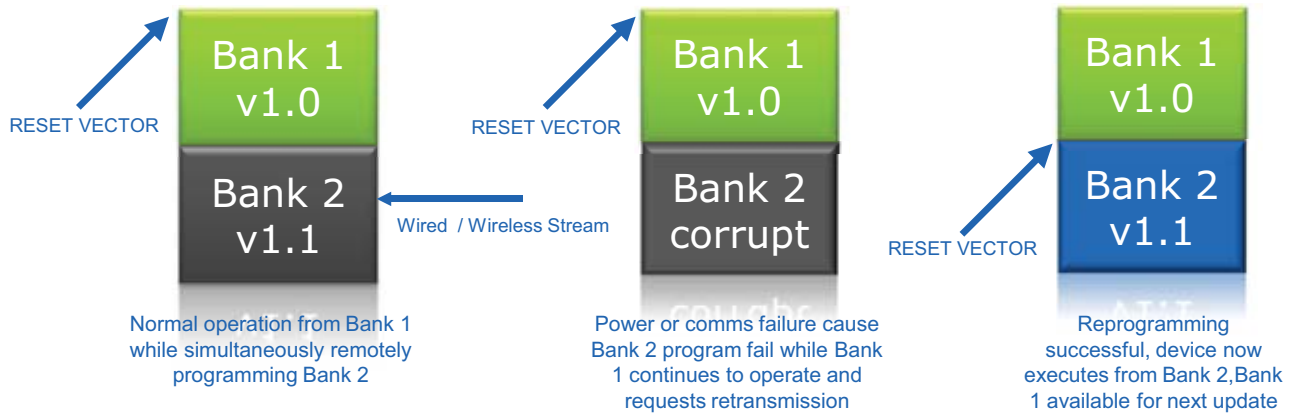 Bank 1
v1.0
RESET VECTOR
Bank 2
v1.1
Wired / Wireless Stream
Normal operation from Bank 1
while simultaneously remotely
programming Bank 2
Bank 1
v1.0
RESET VECTOR
Bank 2
corrupt
Power or comms failure cause
Bank 2 program fail while Bank
1 continues to operate and
requests retransmission
Bank 1
v1.0
Bank 2
v1.1
RESET VECTOR
Reprogramming
successful, device now
executes from Bank 2,Bank
1 available for next update